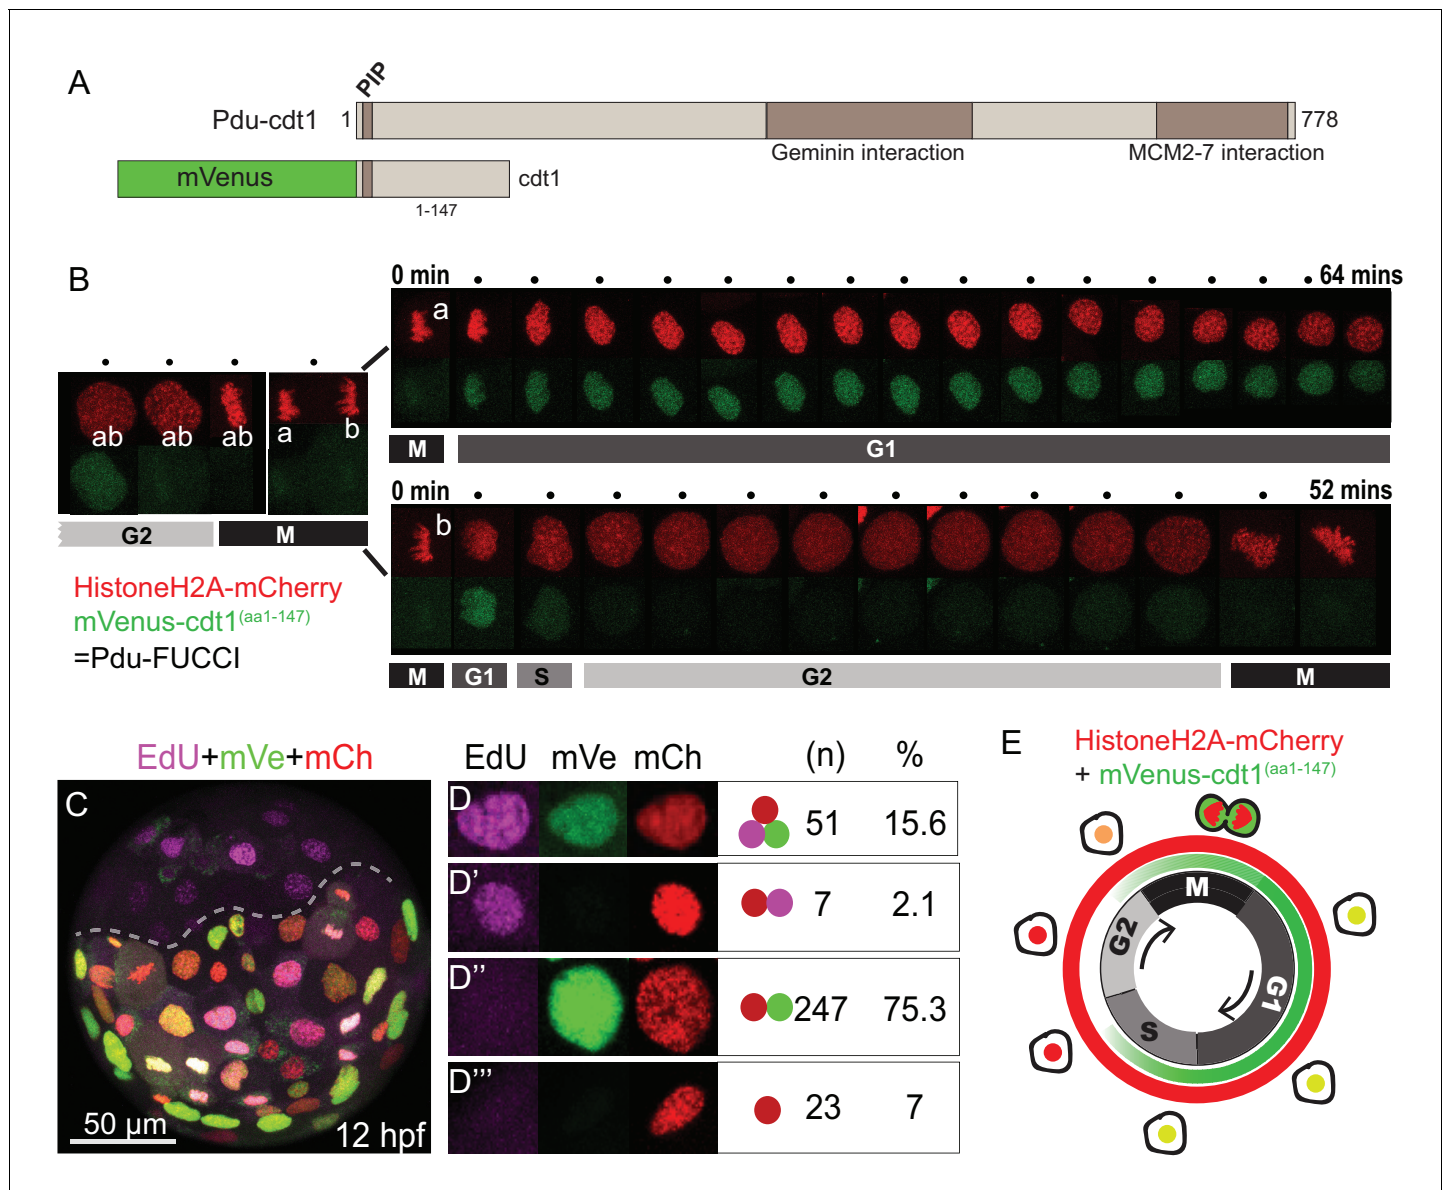 A
PIP
Pdu-cdt1 1
778
Geminin interaction
MCM2-7 interaction
mVenus
cdt1
1-147
B
0 min
64 mins
a
ab
ab
ab
a
b
M
G1
G2
M
0 min
52 mins
b
M
G1
S
G2
M
HistoneH2A-mCherry
mVenus-cdt1(aa1-147)
=Pdu-FUCCI
EdU+mVe+mCh
C
50 µm
12 hpf
EdU mVe mCh (n) %
D
51 15.6
D'
7 2.1
D''
247 75.3
D'''
23 7
E
HistoneH2A-mCherry
+ mVenus-cdt1(aa1-147)
M
G2
G1
S